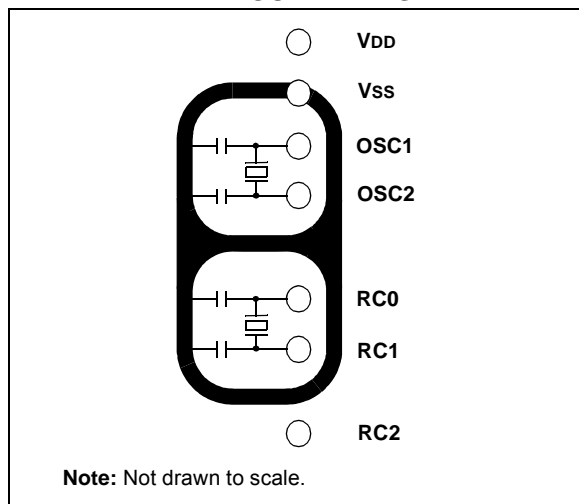 VDD
VSS
OSC1
OSC2
RC0
RC1
RC2
Note: Not drawn to scale.